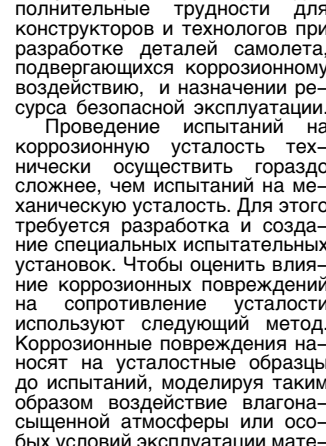 полнительные трудности для
конструкторов и технологов при
разработке деталей самолета,
подвергающихся коррозионному
воздействию, и назначении ре-
сурса безопасной эксплуатации.
Проведение испытаний на
коррозионную усталость тех-
нически осуществить гораздо
сложнее, чем испытаний на ме-
ханическую усталость. Для этого
требуется разработка и созда-
ние специальных испытательных
установок. Чтобы оценить влия-
ние коррозионных повреждений
на сопротивление усталости
используют следующий метод.
Коррозионные повреждения на-
носят на усталостные образцы
до испытаний, моделируя таким
образом воздействие влагона-
сыщенной атмосферы или осо-
бых условий эксплуатации мате-